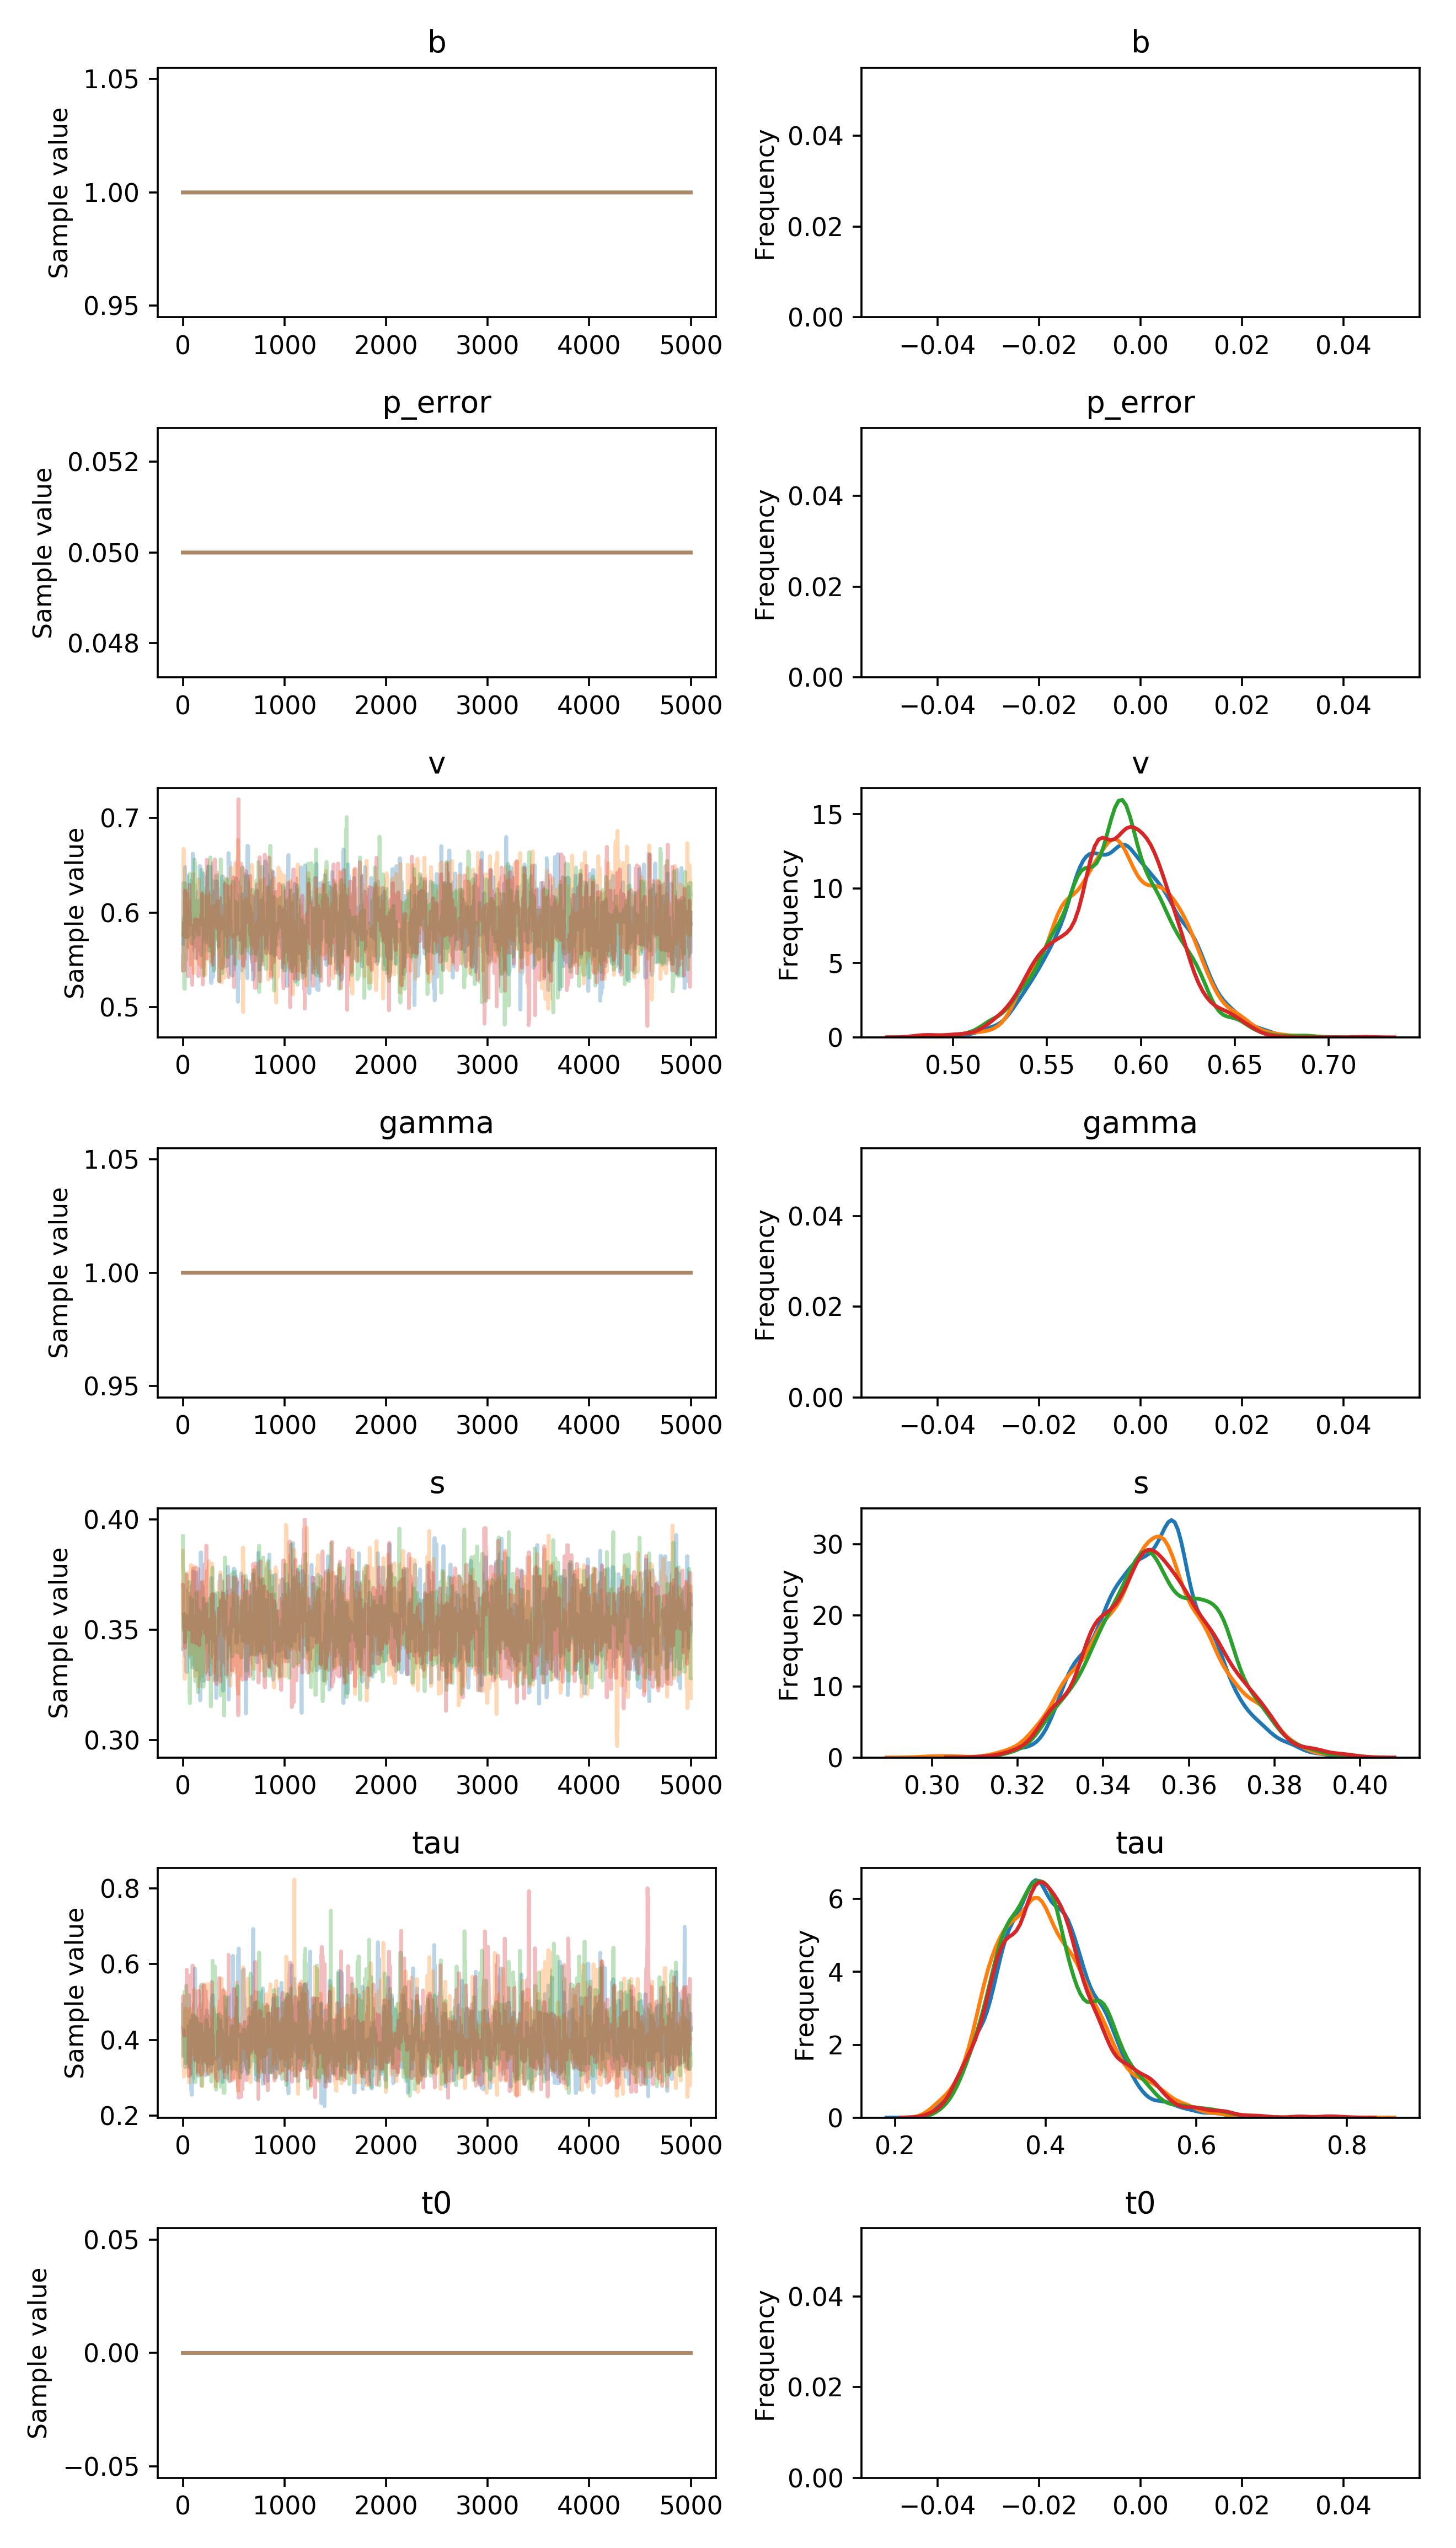 b b
Sample value 1.05 1.00 0.95
0 1000 2000 3000 4000 5000
Frequency 0.04 0.02 0.00
−0.04 −0.02 0.00 0.02 0.04
p_error p_error
Sample value 0.052 0.050 0.048
0 1000 2000 3000 4000 5000
Frequency 0.04 0.02 0.00
−0.04 −0.02 0.00 0.02 0.04
v v
Sample value 0.7 0.6 0.5
0 1000 2000 3000 4000 5000
Frequency 15 10 5 0
0.50 0.55 0.60 0.65 0.70
gamma gamma
Sample value 1.05 1.00 0.95
0 1000 2000 3000 4000 5000
Frequency 0.04 0.02 0.00
−0.04 −0.02 0.00 0.02 0.04
s s
Sample value 0.40 0.35 0.30
0 1000 2000 3000 4000 5000
Frequency 30 20 10 0
0.30 0.32 0.34 0.36 0.38 0.40
tau tau
Sample value 0.8 0.6 0.4 0.2
0 1000 2000 3000 4000 5000
Frequency 6 4 2 0
0.2 0.4 0.6 0.8
t0 t0
Sample value 0.05 0.00 −0.05
0 1000 2000 3000 4000 5000
Frequency 0.04 0.02 0.00
−0.04 −0.02 0.00 0.02 0.04